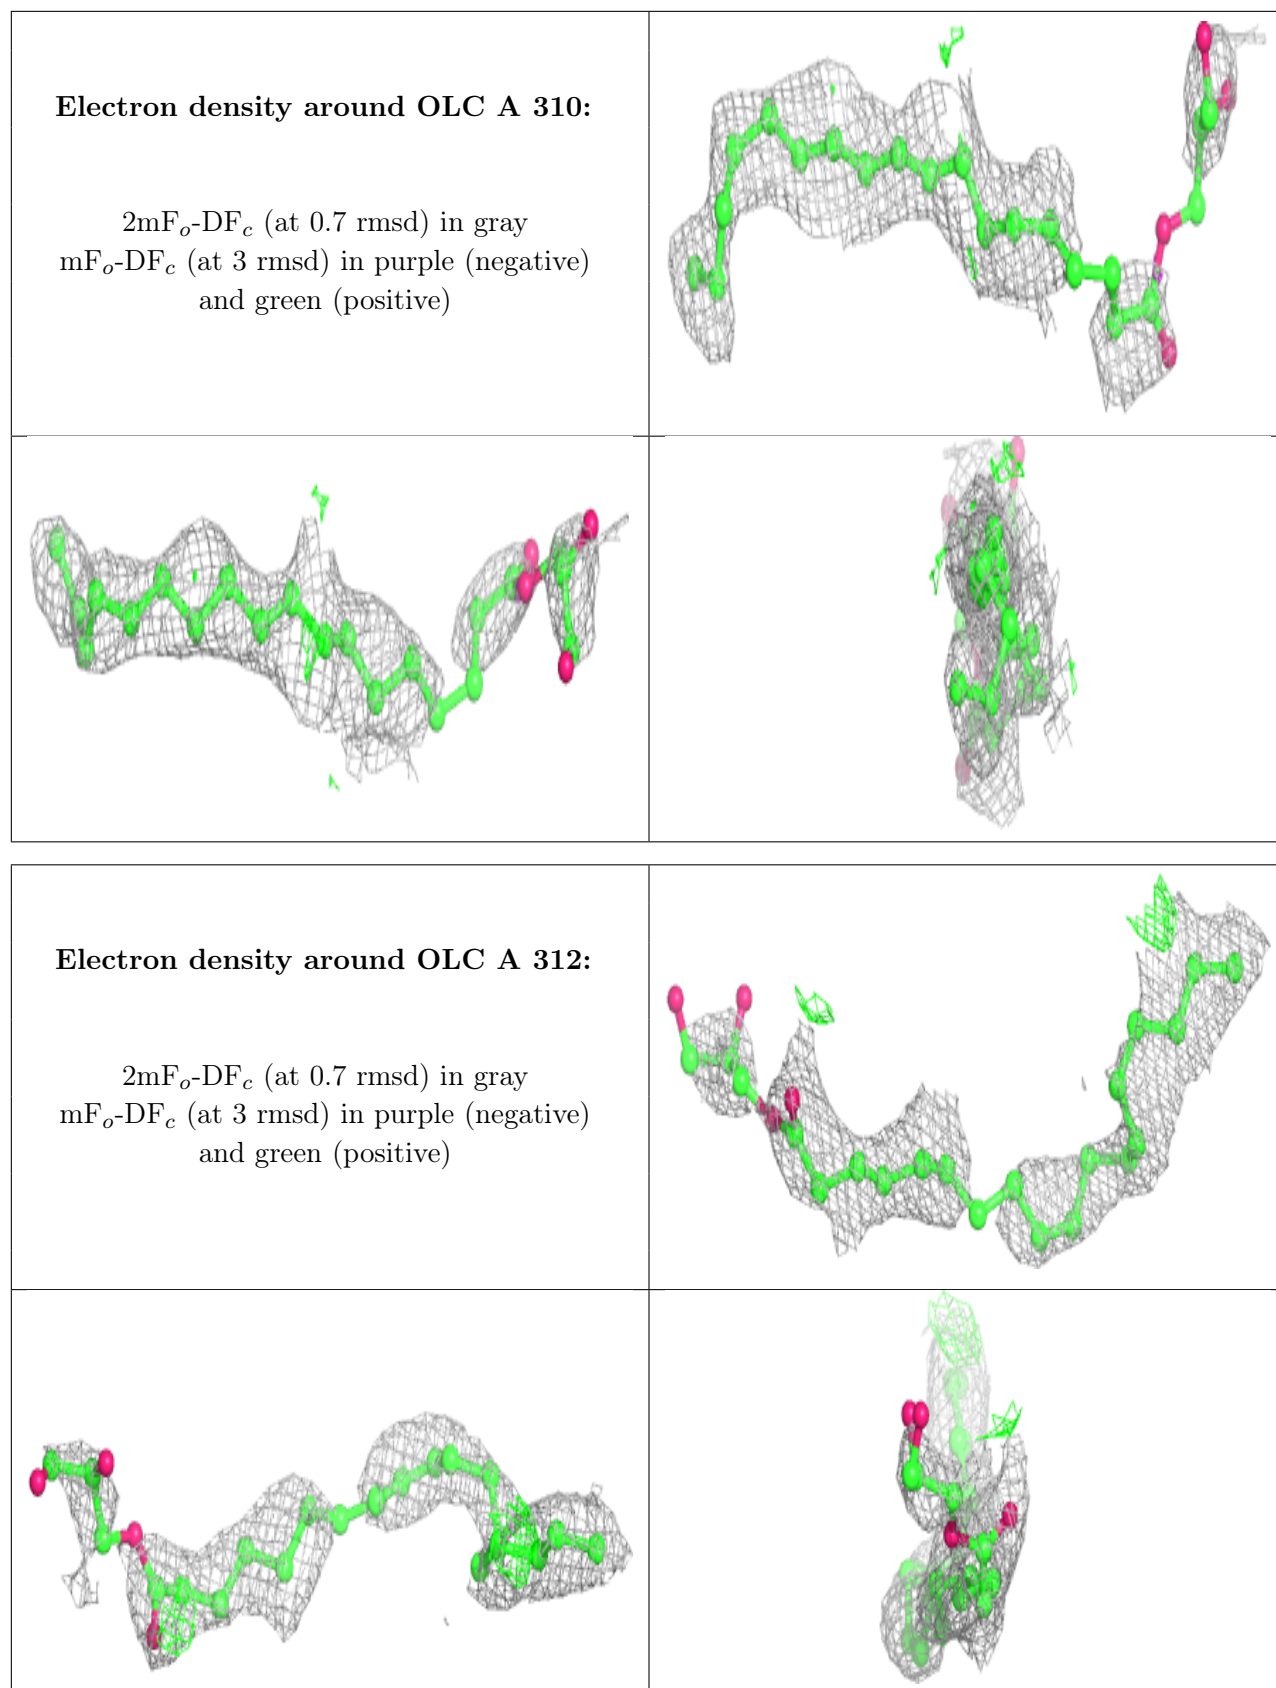 Electron density around OLC A 310:
2mFo-DFc (at 0.7 rmsd) in gray
mFo-DFc (at 3 rmsd) in purple (negative)
and green (positive)
Electron density around OLC A 312:
2mFo-DFc (at 0.7 rmsd) in gray
mFo-DFc (at 3 rmsd) in purple (negative)
and green (positive)